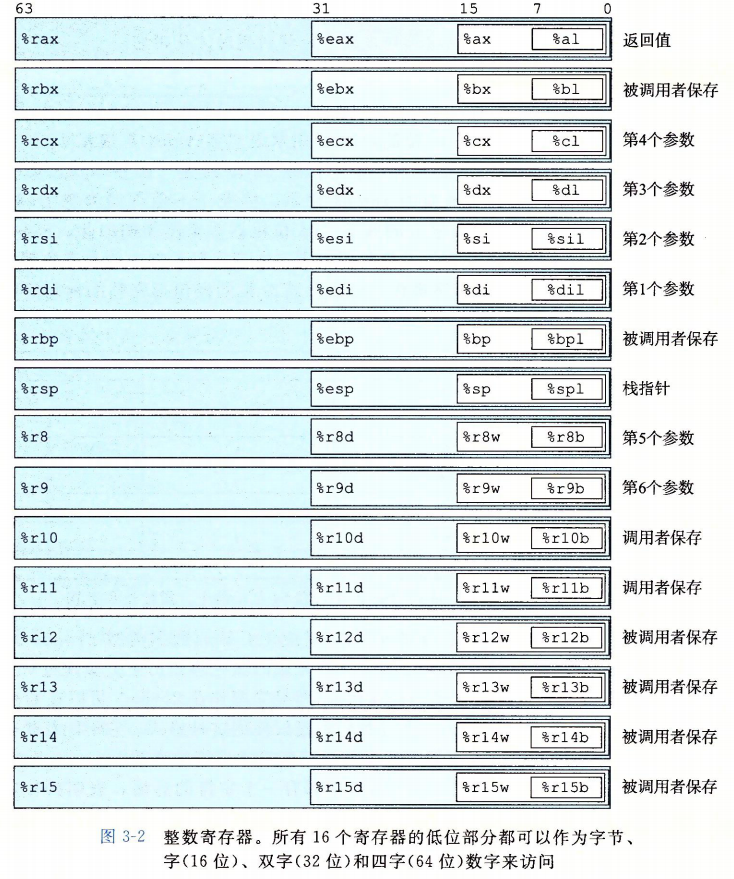 63 31 15 7 0
%rax %eax %ax %al 返回值
%rbx %ebx %bx %bl 被调用者保存
%rcx %ecx %cx %cl 第4个参数
%rdx %edx %dx %dl 第3个参数
%rsi %esi %si %sil 第2个参数
%rdi %edi %di %dil 第1个参数
%rbp %ebp %bp %bpl 被调用者保存
%rsp %esp %sp %spl 栈指针
%r8 %r8d %r8w %r8b 第5个参数
%r9 %r9d %r9w %r9b 第6个参数
%r10 %r10d %r10w %r10b 调用者保存
%r11 %r11d %r11w %r11b 调用者保存
%r12 %r12d %r12w %r12b 被调用者保存
%r13 %r13d %r13w %r13b 被调用者保存
%r14 %r14d %r14w %r14b 被调用者保存
%r15 %r15d %r15w %r15b 被调用者保存
图 3-2 整数寄存器。所有 16 个寄存器的低位部分都可以作为字节、
字(16 位)、双字(32 位)和四字(64 位)数字来访问